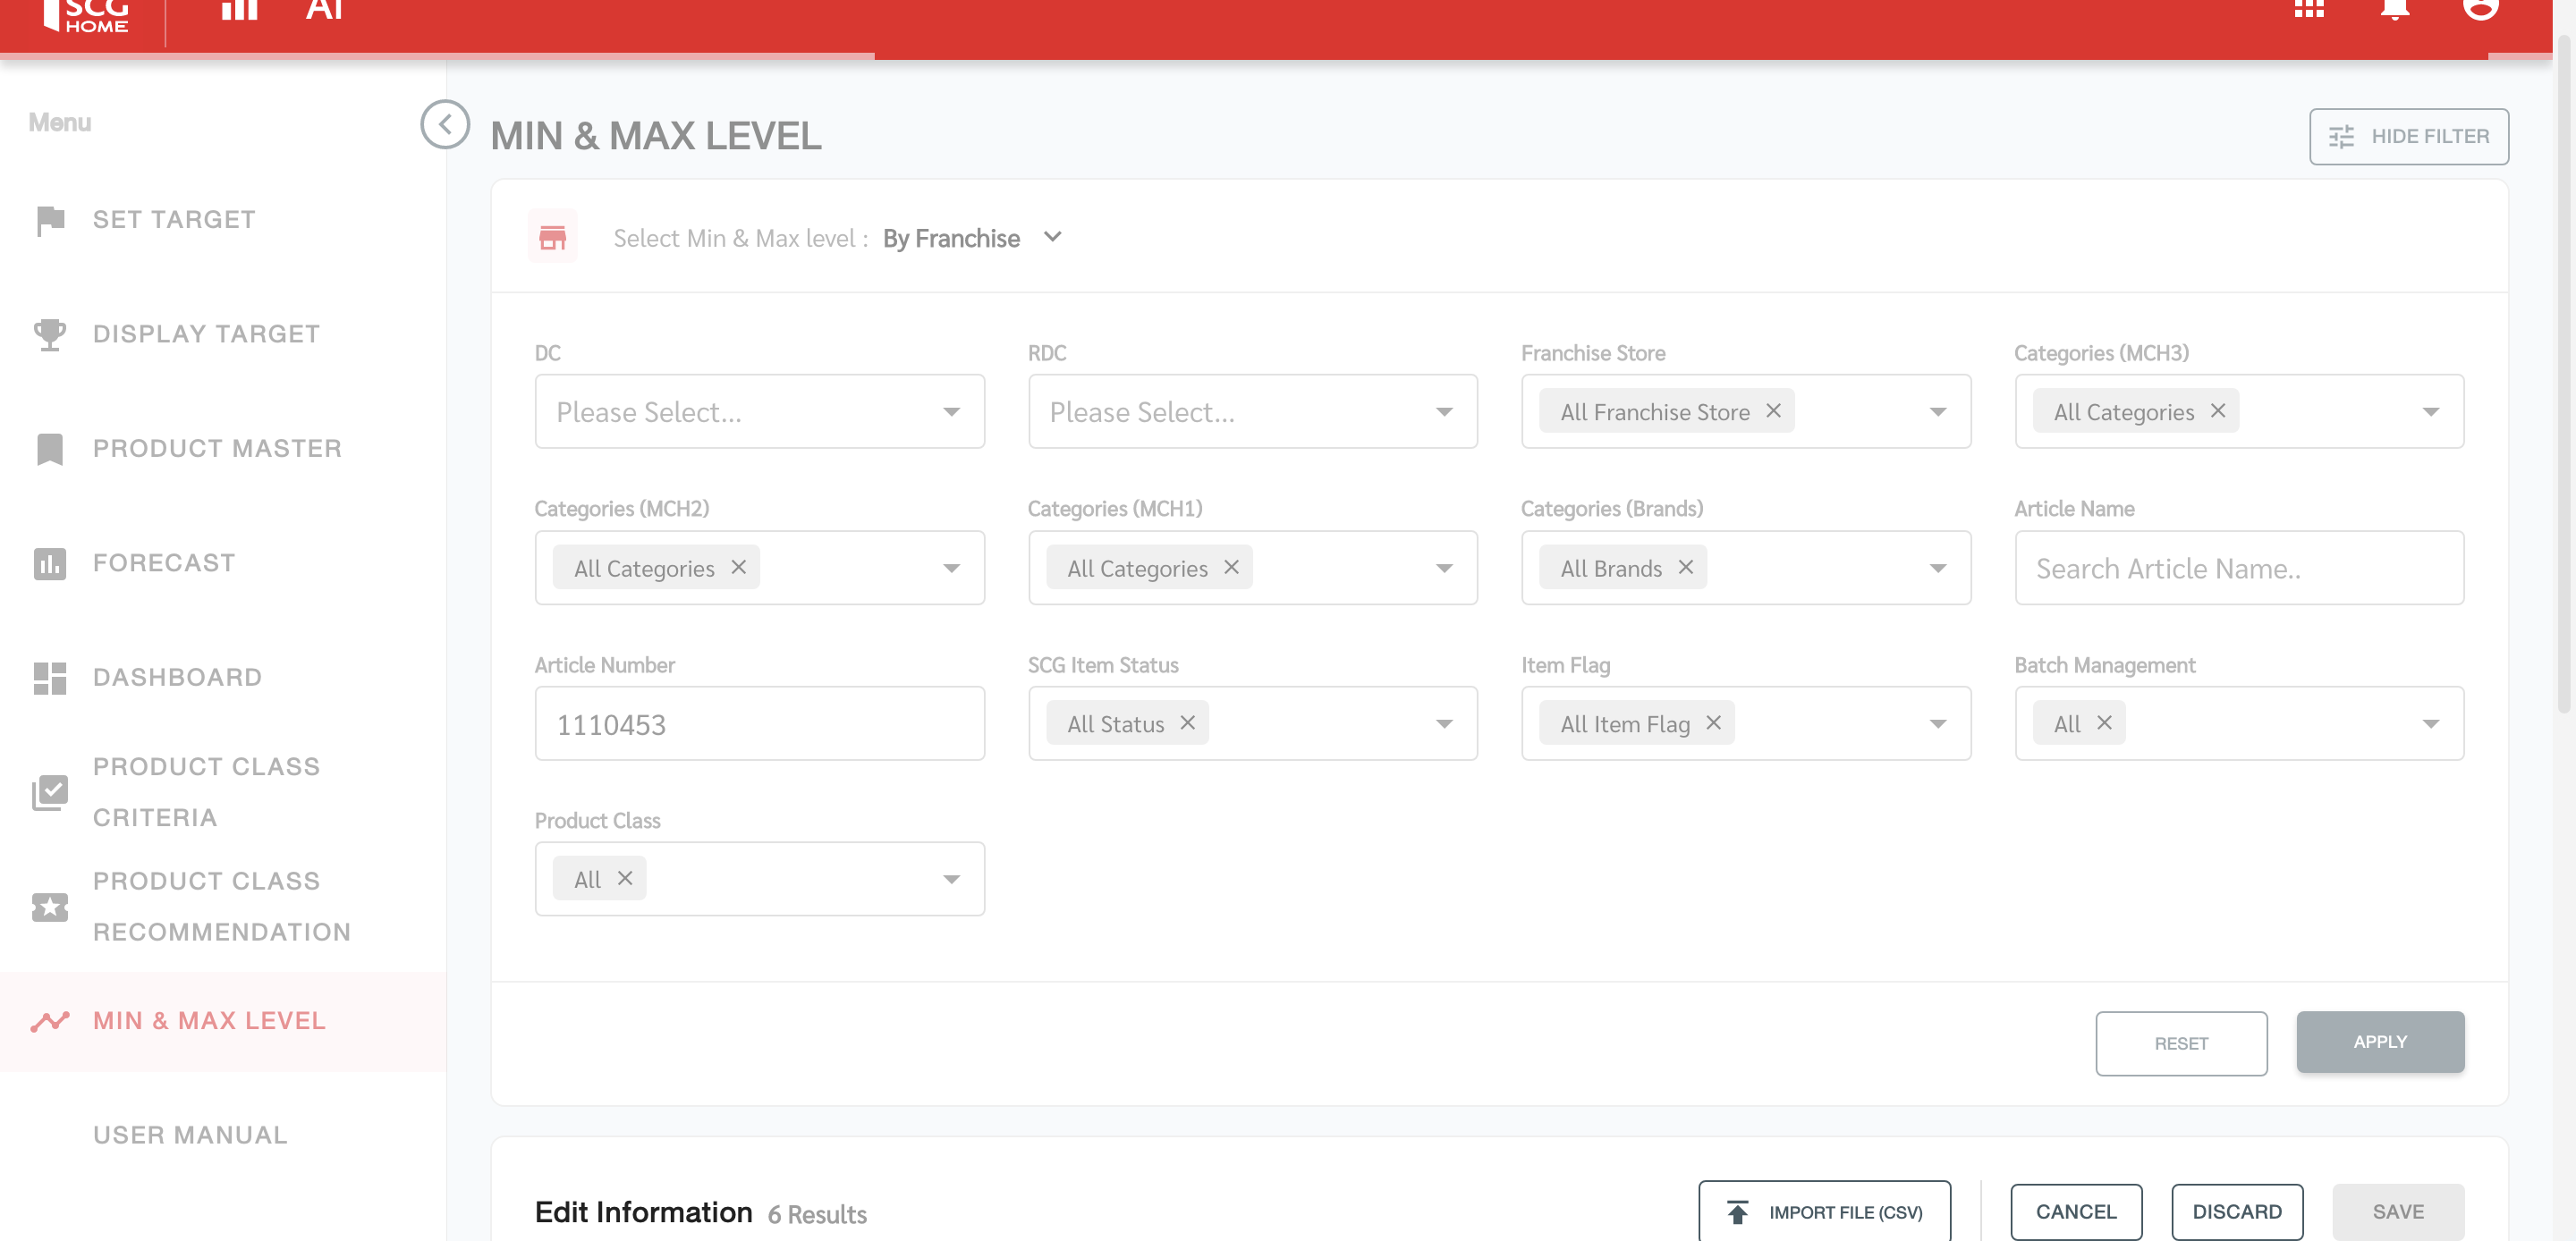 SCG
HOME
AI
Menu
MIN & MAX LEVEL
HIDE FILTER
SET TARGET
Select Min & Max level : By Franchise
DISPLAY TARGET
DC
RDC
Franchise Store
Categories (MCH3)
Please Select...
Please Select...
All Franchise Store
All Categories
PRODUCT MASTER
Categories (MCH2)
Categories (MCH1)
Categories (Brands)
Article Name
All Categories
All Categories
All Brands
Search Article Name..
FORECAST
Article Number
SCG Item Status
Item Flag
Batch Management
DASHBOARD
1110453
All Status
All Item Flag
All
PRODUCT CLASS
CRITERIA
Product Class
All
PRODUCT CLASS
RECOMMENDATION
MIN & MAX LEVEL
RESET
APPLY
USER MANUAL
Edit Information 6 Results
IMPORT FILE (CSV)
CANCEL
DISCARD
SAVE